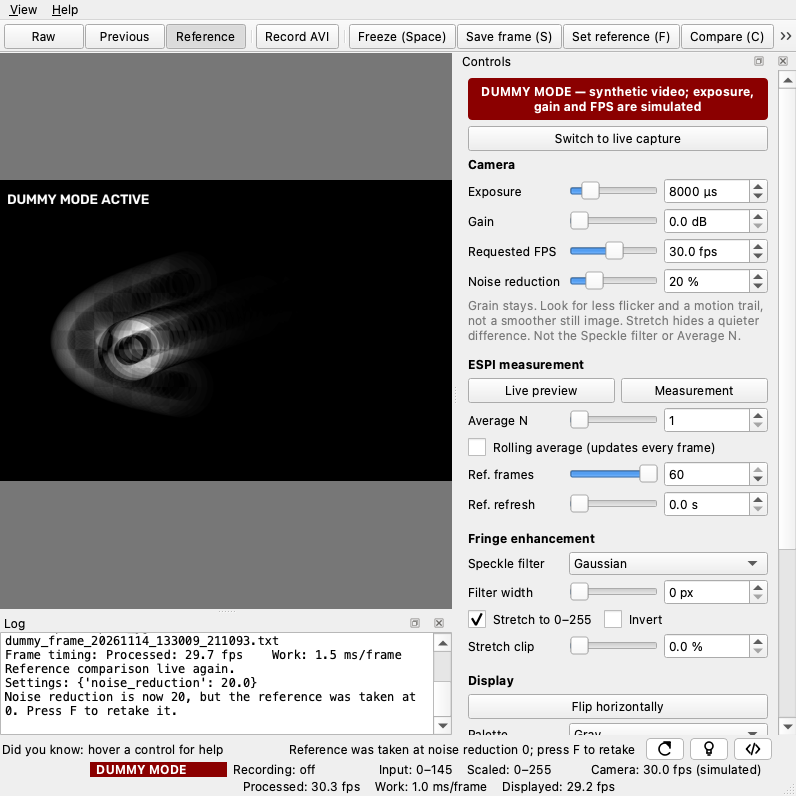 View Help
Raw Previous Reference Record AVI Freeze (Space) Save frame (S) Set reference (F) Compare (C) »
Controls
DUMMY MODE — synthetic video; exposure,
gain and FPS are simulated
Switch to live capture
Camera
DUMMY MODE ACTIVE
Exposure 8000 µs
Gain 0.0 dB
Requested FPS 30.0 fps
Noise reduction 20 %
Grain stays. Look for less flicker and a motion trail,
not a smoother still image. Stretch hides a quieter
difference. Not the Speckle filter or Average N.
ESPI measurement
Live preview Measurement
Average N 1
Rolling average (updates every frame)
Ref. frames 60
Ref. refresh 0.0 s
Fringe enhancement
Speckle filter Gaussian
Filter width 0 px
Stretch to 0–255 Invert
Stretch clip 0.0 %
Display
Flip horizontally
Palette Gray
Log
dummy_frame_20261114_133009_211093.txt
Frame timing: Processed: 29.7 fps Work: 1.5 ms/frame
Reference comparison live again.
Settings: {'noise_reduction': 20.0}
Noise reduction is now 20, but the reference was taken at
0. Press F to retake it.
Did you know: hover a control for help Reference was taken at noise reduction 0; press F to retake
DUMMY MODE Recording: off Input: 0–145 Scaled: 0–255 Camera: 30.0 fps (simulated)
Processed: 30.3 fps Work: 1.0 ms/frame Displayed: 29.2 fps